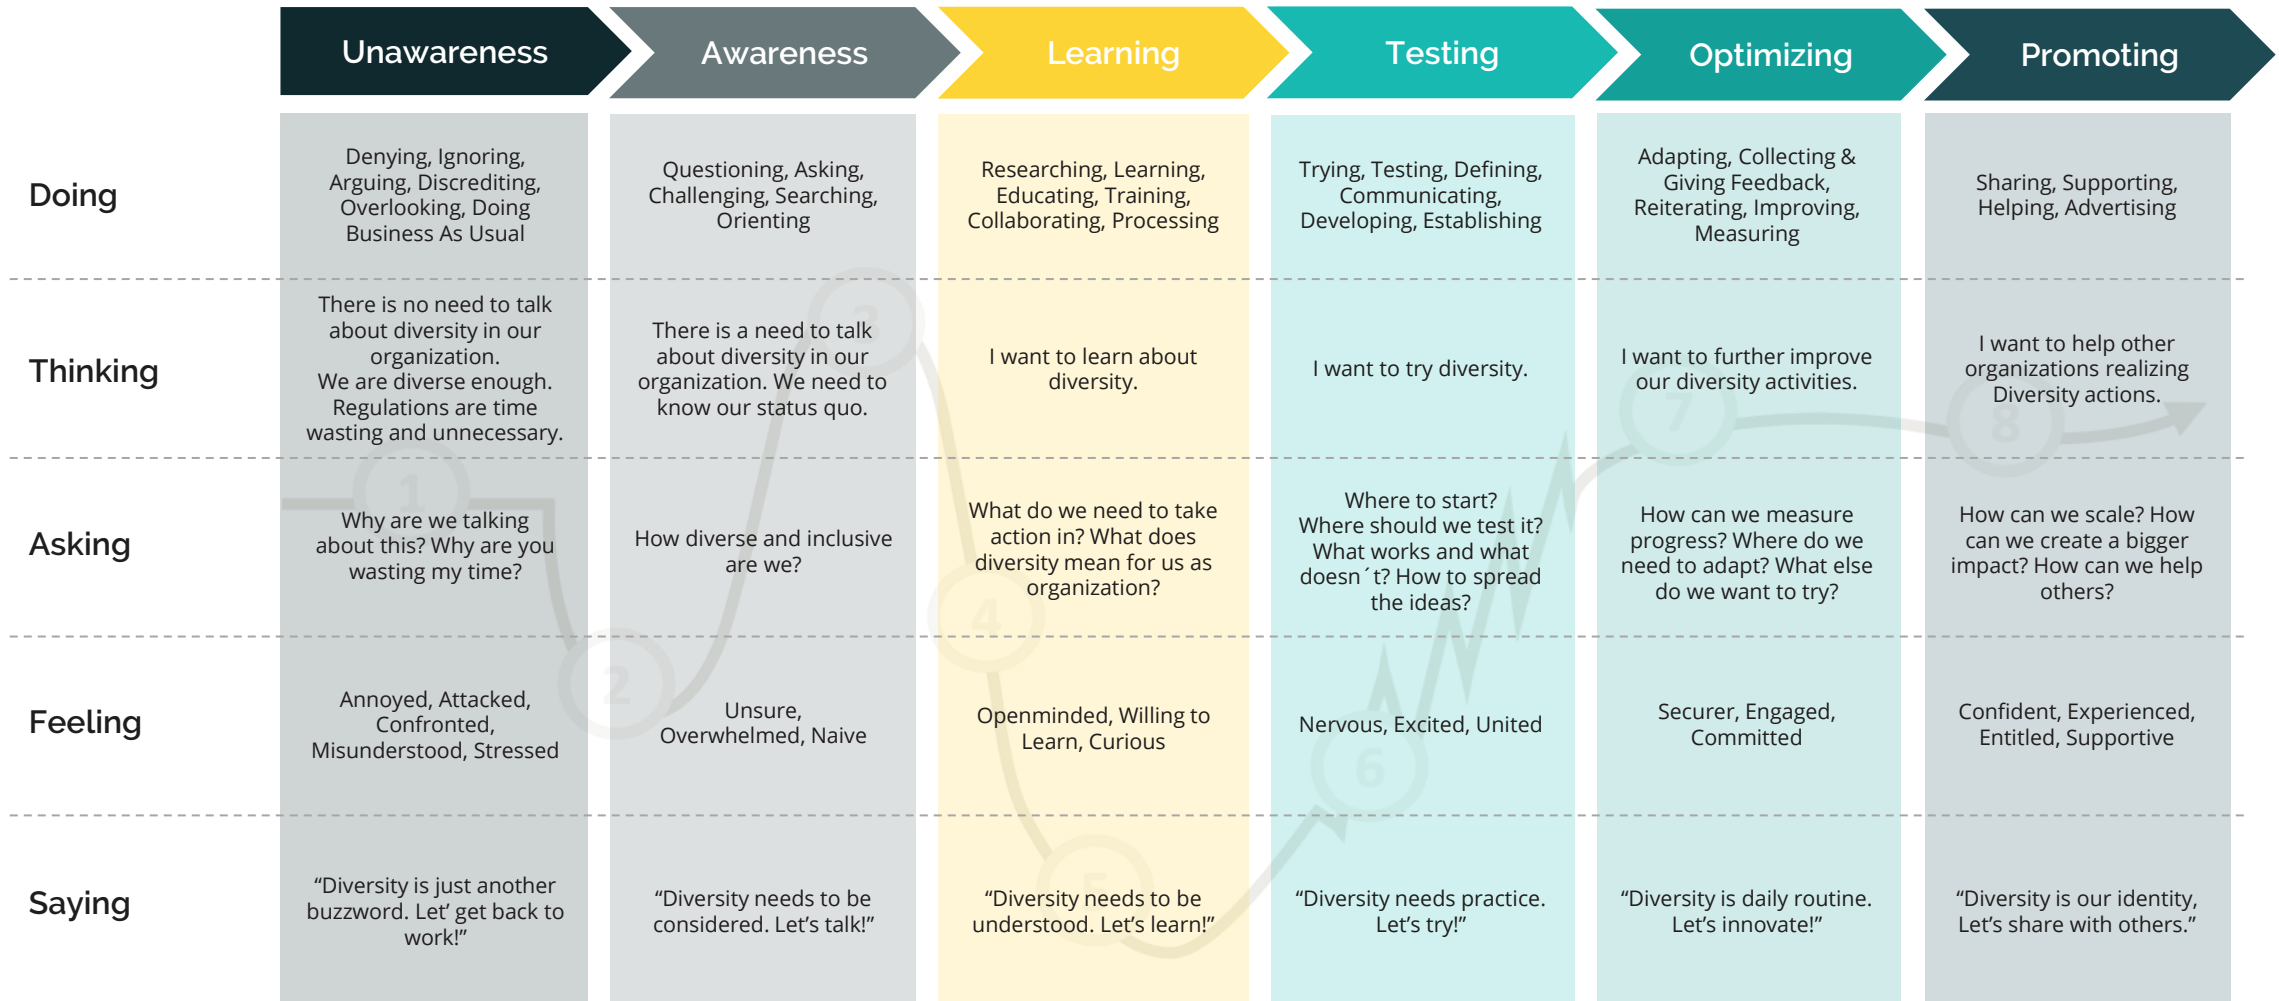 Unawareness
Awareness
Learning
Testing
Optimizing
Promoting
Doing
Denying, Ignoring,
Arguing, Discrediting,
Overlooking, Doing
Business As Usual
Questioning, Asking,
Challenging, Searching,
Orienting
Researching, Learning,
Educating, Training,
Collaborating, Processing
Trying, Testing, Defining,
Communicating,
Developing, Establishing
Adapting, Collecting &
Giving Feedback,
Reiterating, Improving,
Measuring
Sharing, Supporting,
Helping, Advertising
Thinking
There is no need to talk
about diversity in our
organization.
We are diverse enough.
Regulations are time
wasting and unnecessary.
There is a need to talk
about diversity in our
organization. We need to
know our status quo.
I want to learn about
diversity.
I want to try diversity.
I want to further improve
our diversity activities.
I want to help other
organizations realizing
Diversity actions.
Asking
Why are we talking
about this? Why are you
wasting my time?
How diverse and inclusive
are we?
What do we need to take
action in? What does
diversity mean for us as
organization?
Where to start?
Where should we test it?
What works and what
doesn´t? How to spread
the ideas?
How can we measure
progress? Where do we
need to adapt? What else
do we want to try?
How can we scale? How
can we create a bigger
impact? How can we help
others?
Feeling
Annoyed, Attacked,
Confronted,
Misunderstood, Stressed
Unsure,
Overwhelmed, Naive
Openminded, Willing to
Learn, Curious
Nervous, Excited, United
Securer, Engaged,
Committed
Confident, Experienced,
Entitled, Supportive
Saying
“Diversity is just another
buzzword. Let’ get back to
work!”
“Diversity needs to be
considered. Let’s talk!”
“Diversity needs to be
understood. Let’s learn!”
“Diversity needs practice.
Let’s try!”
“Diversity is daily routine.
Let’s innovate!”
“Diversity is our identity,
Let’s share with others.”
1
2
3
4
5
6
7
8